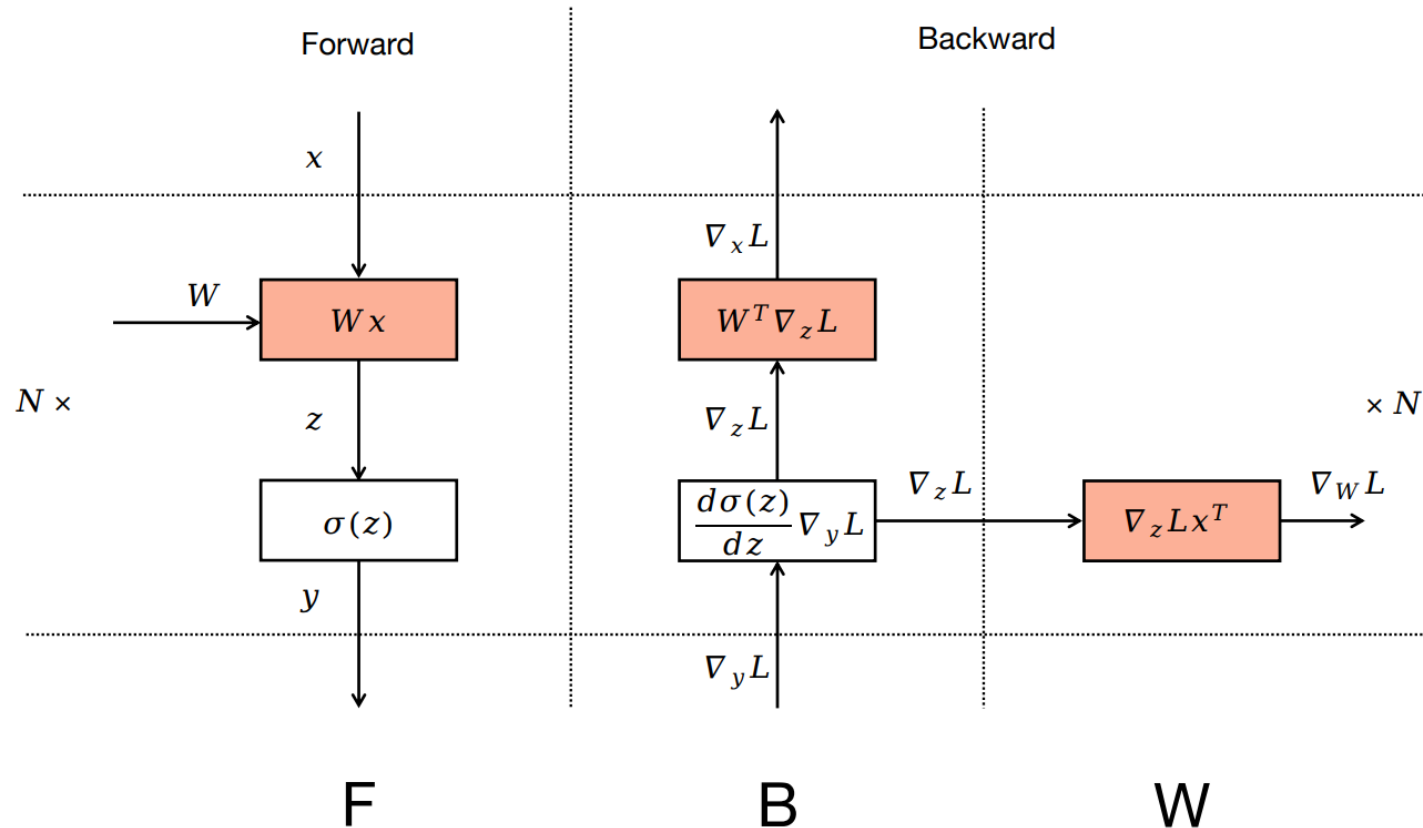 Forward
Backward
x
∇ₓL
W
Wx
Wᵀ∇_zL
N ×
× N
z
∇_zL
∇_zL
∇_WL
σ(z)
dσ(z)/dz ∇_yL
∇_zLxᵀ
y
∇_yL
F
B
W